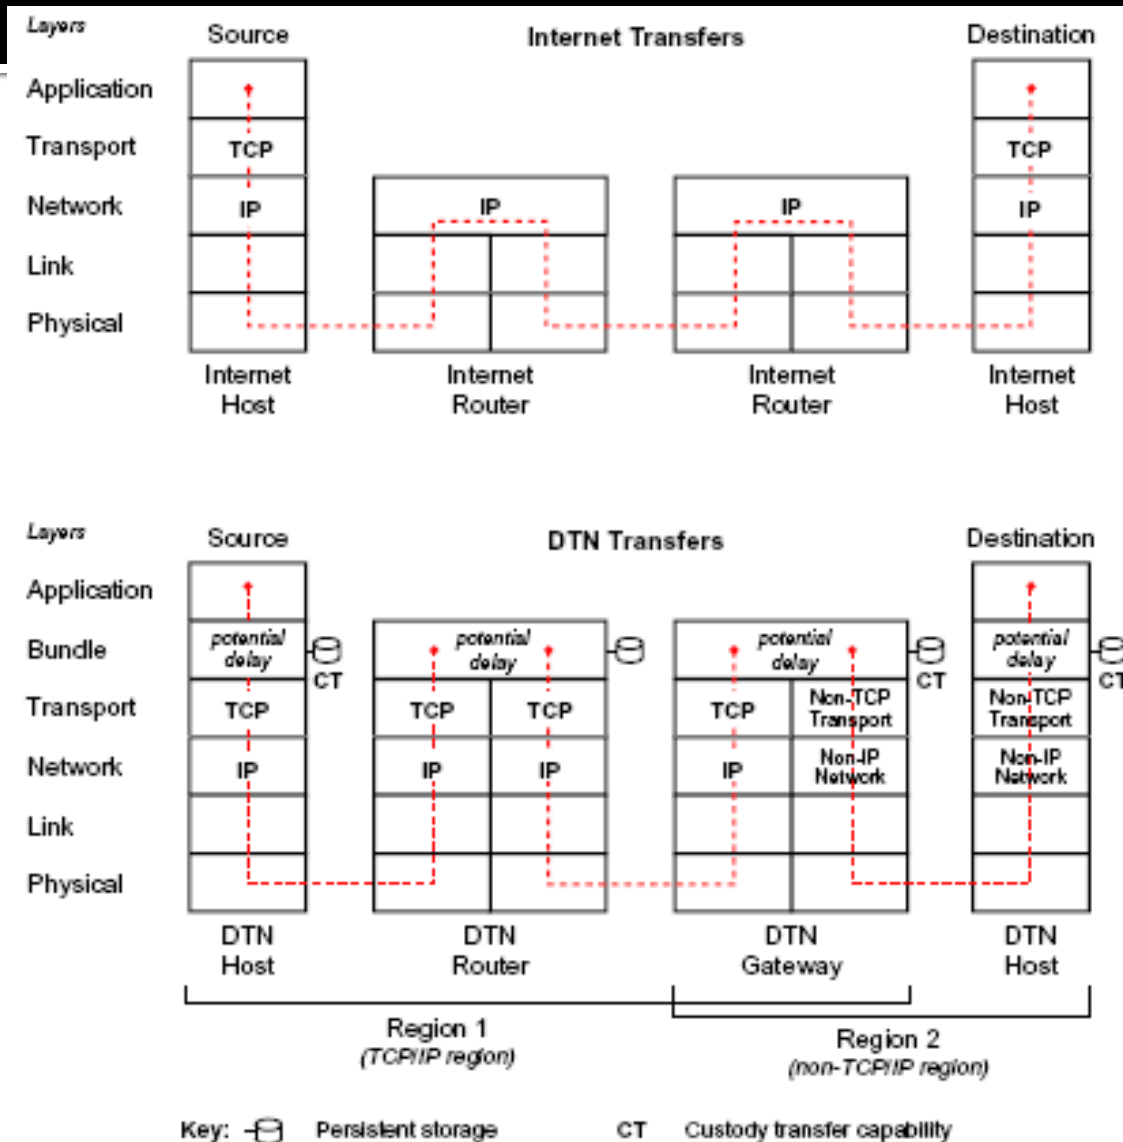 Layers
Source
Internet Transfers
Destination
Application
Transport
TCP
TCP
Network
IP
IP
IP
IP
Link
Physical
Internet
Host
Internet
Router
Internet
Router
Internet
Host
Layers
Source
DTN Transfers
Destination
Application
Bundle
potential
delay
CT
potential
delay
potential
delay
CT
potential
delay
CT
Transport
TCP
TCP
TCP
TCP
Non-TCP
Transport
Non-TCP
Transport
Network
IP
IP
IP
IP
Non-IP
Network
Non-IP
Network
Link
Physical
DTN
Host
DTN
Router
DTN
Gateway
DTN
Host
Region 1
(TCP/IP region)
Region 2
(non-TCP/IP region)
Key: Persistent storage CT Custody transfer capability